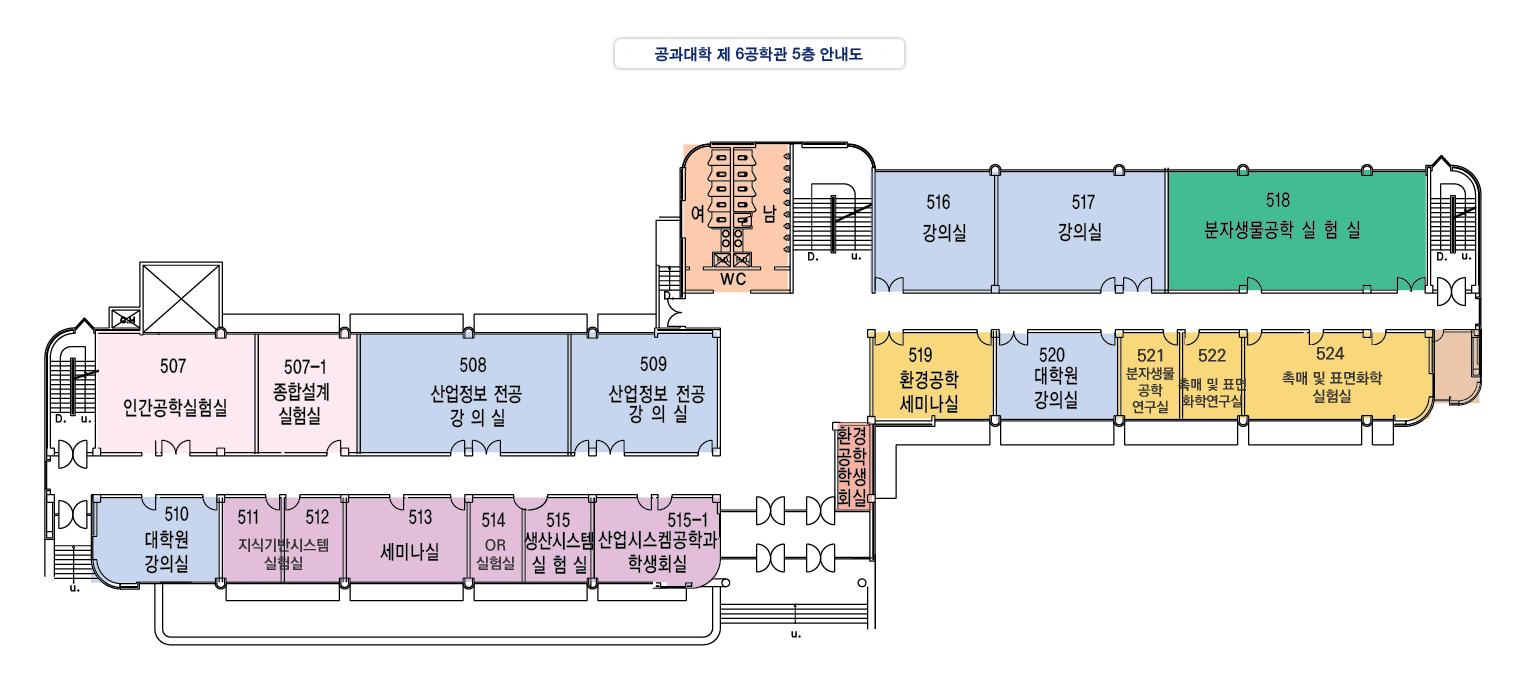 공과대학 제 6공학관 5층 안내도
여
남
WC
D.
u.
516
강의실
517
강의실
518
분자생물공학 실 험 실
D.
u.
507
인간공학실험실
507-1
종합설계
실험실
508
산업정보 전공
강 의 실
509
산업정보 전공
강 의 실
D.
u.
519
환경공학
세미나실
520
대학원
강의실
521
분자생물
공학
연구실
522
촉매 및 표면
화학연구실
524
촉매 및 표면화학
실험실
환경
공학
학생
회실
510
대학원
강의실
511
512
지식기반시스템
실험실
513
세미나실
514
OR
실험실
515
생산시스템
실 험 실
515-1
산업시스켐공학과
학생회실
u.
u.